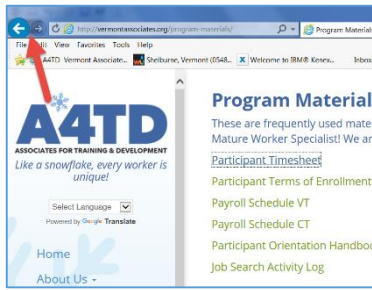 http://vermontassociates.org/program-materials/
Program Material
File Edit View Favorites Tools Help
A4TD Vermont Associate... Shelburne, Vermont (0548... Welcome to IBM® Kenex... Inbox
A4TD
ASSOCIATES FOR TRAINING & DEVELOPMENT
Like a snowflake, every worker is
unique!
Select Language
Powered by Google Translate
Home
About Us
Program Material
These are frequently used mate
Mature Worker Specialist! We ar
Participant Timesheet
Participant Terms of Enrollment
Payroll Schedule VT
Payroll Schedule CT
Participant Orientation Handboo
Job Search Activity Log